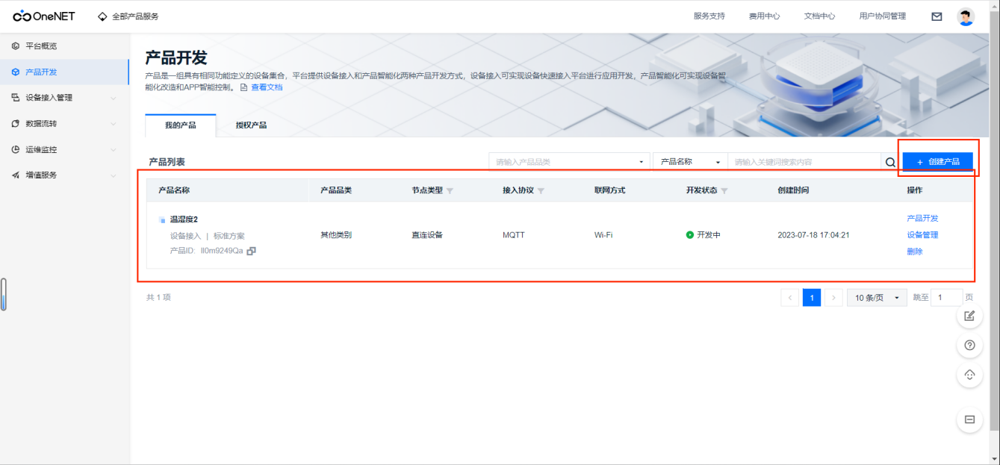 OneNET 全部产品服务 服务支持 费用中心 文档中心 用户协同管理
平台概览
产品开发
设备接入管理
数据流转
运维监控
增值服务
产品开发
产品是一组具有相同功能定义的设备集合，平台提供设备接入和产品智能化两种产品开发方式，设备接入可实现设备快速接入平台进行应用开发，产品智能化可实现设备智
能化改造和APP智能控制。 查看文档
我的产品 授权产品
产品列表 请输入产品品类 产品名称 请输入关键词搜索内容 + 创建产品
产品名称 产品品类 节点类型 接入协议 联网方式 开发状态 创建时间 操作
温湿度2
设备接入 | 标准方案
产品ID: Il0m9249Qa
其他类别 直连设备 MQTT Wi-Fi 开发中 2023-07-18 17:04:21
产品开发
设备管理
删除
共 1 项 < 1 > 10 条/页 跳至 1 页